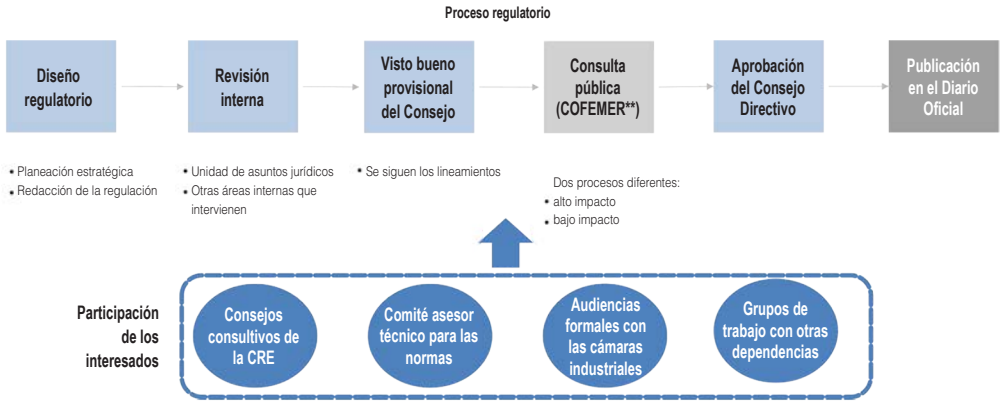 Proceso regulatorio
Diseño
regulatorio
Revisión
interna
Visto bueno
provisional
del Consejo
Consulta
pública
(COFEMER**)
Aprobación
del Consejo
Directivo
Publicación
en el Diario
Oficial
• Planeación estratégica
• Redacción de la regulación
• Unidad de asuntos jurídicos
• Otras áreas internas que
intervienen
• Se siguen los lineamientos
Dos procesos diferentes:
• alto impacto
• bajo impacto
Participación
de los
interesados
Consejos
consultivos de
la CRE
Comité asesor
técnico para las
normas
Audiencias
formales con
las cámaras
industriales
Grupos de
trabajo con otras
dependencias